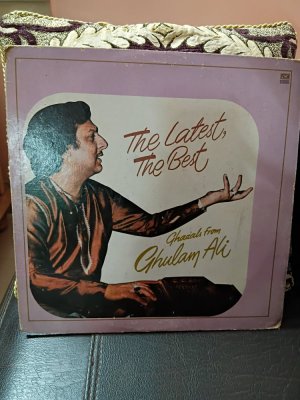 The Latest,
The Best
Ghazals From
Ghulam Ali